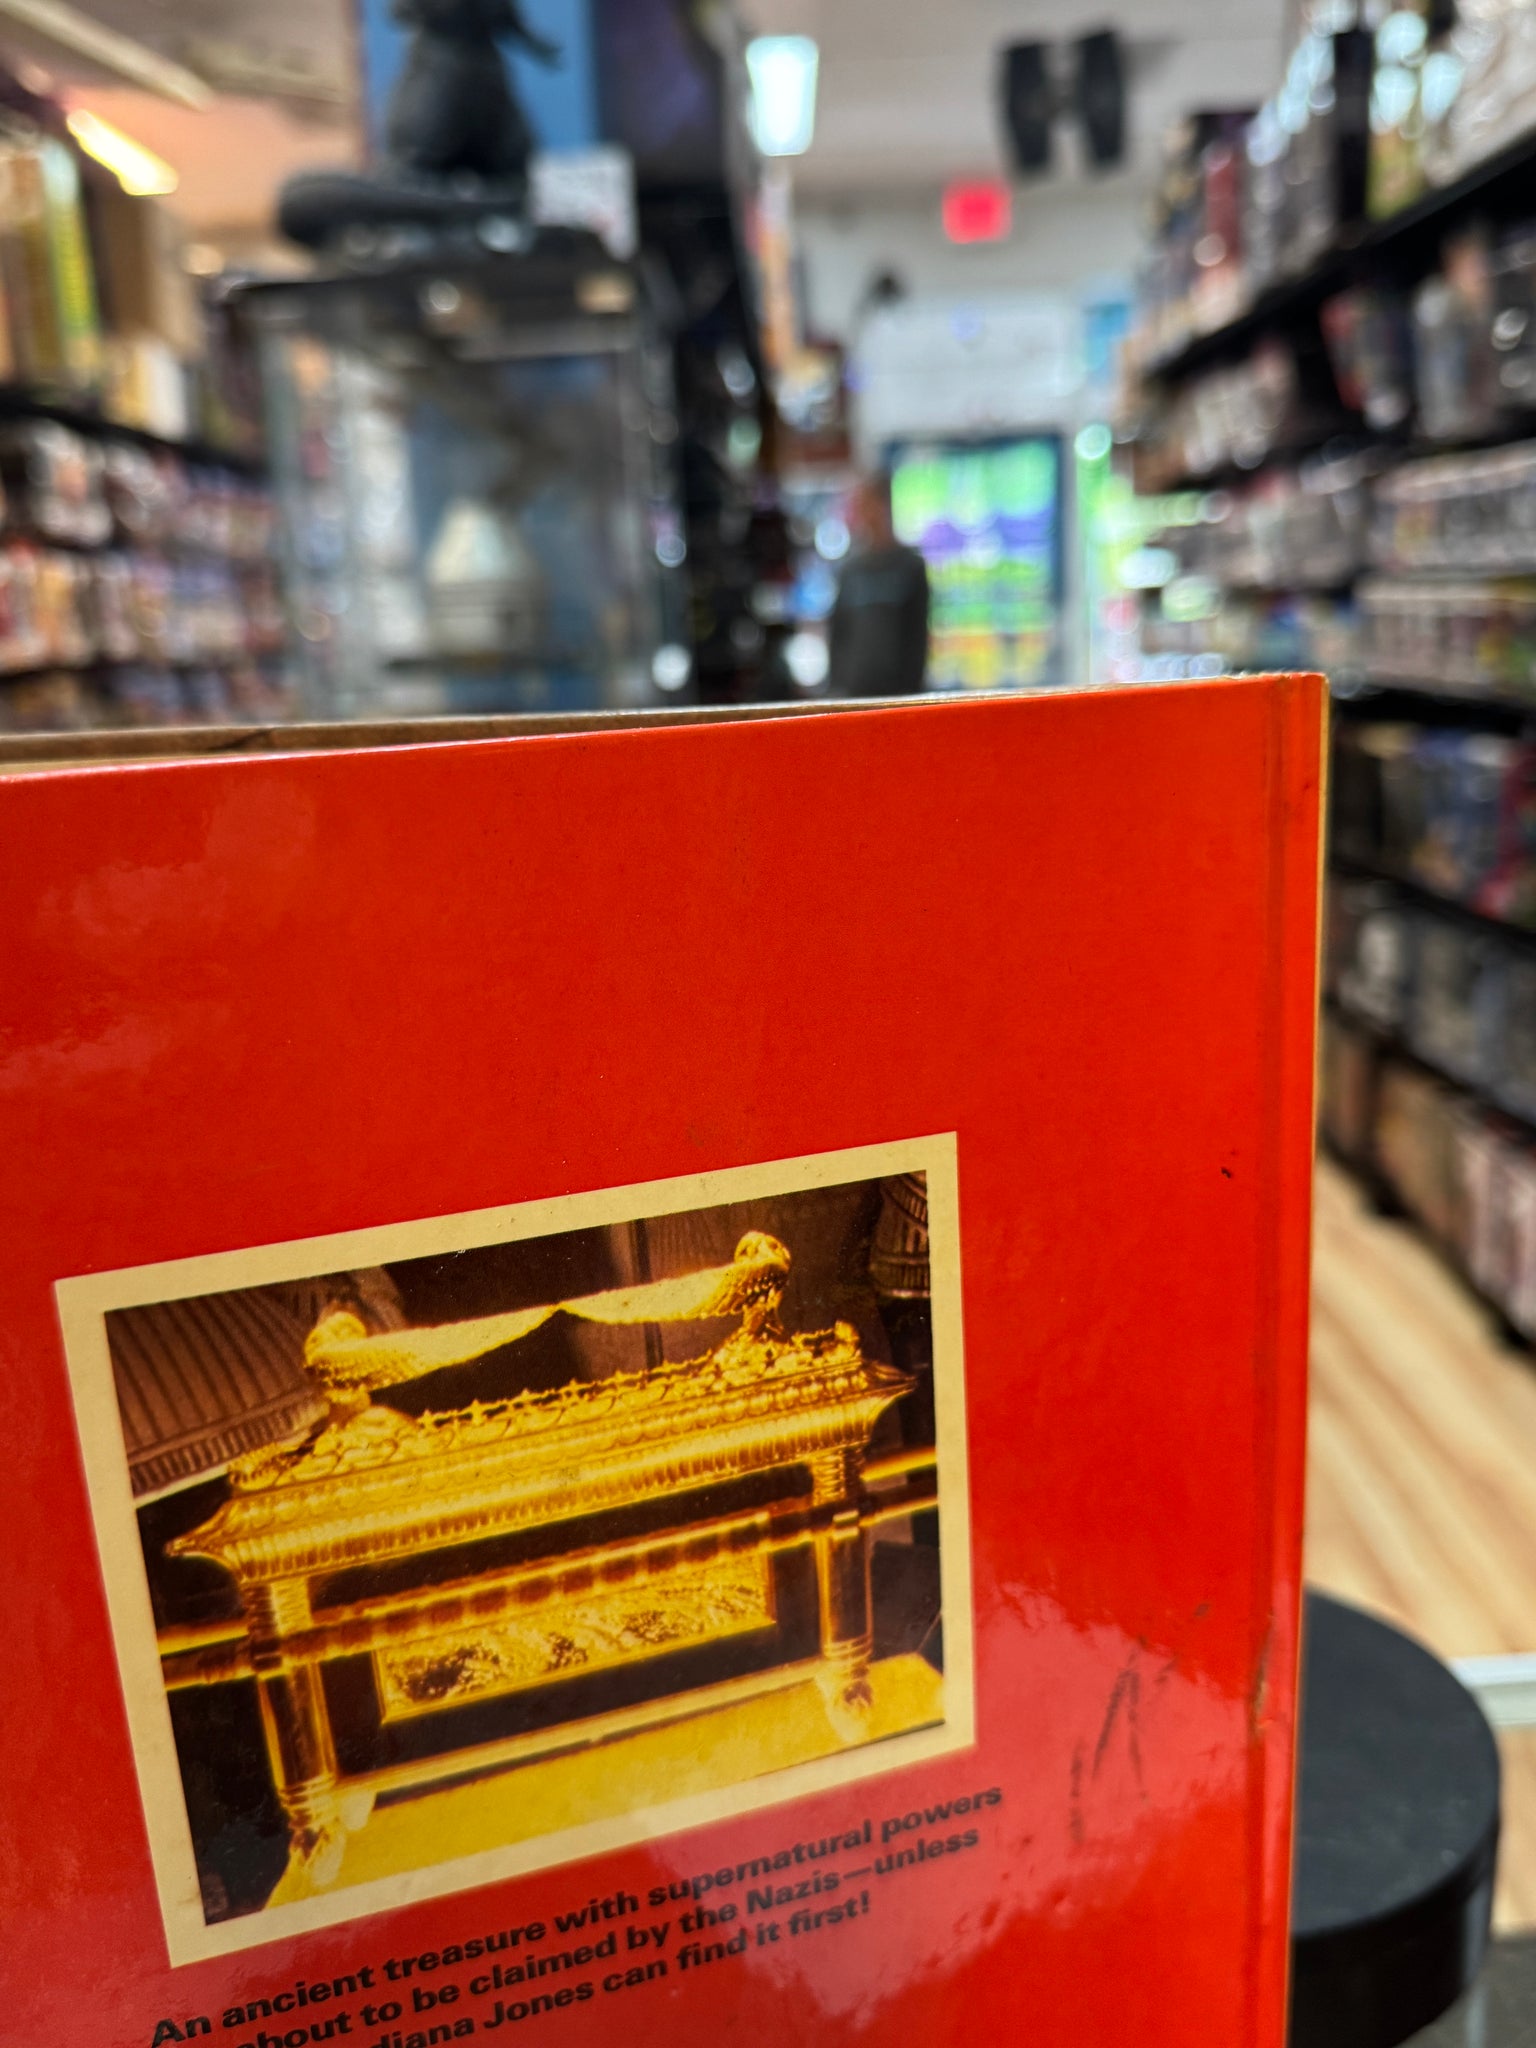 An ancient treasure with supernatural powers
about to be claimed by the Nazis—unless
diana Jones can find it first!